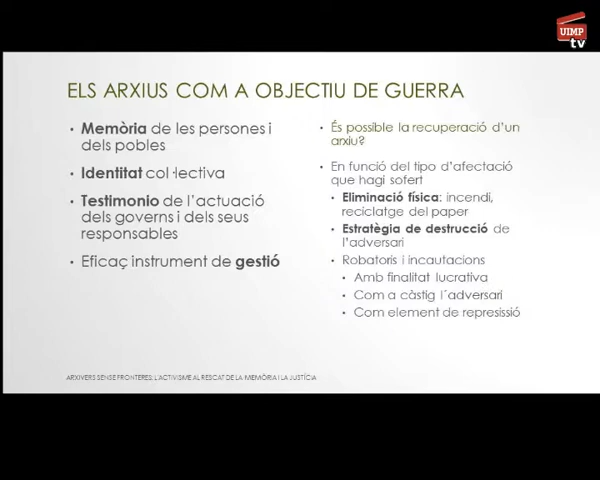 UIMP
tv
ELS ARXIUS COM A OBJECTIU DE GUERRA
• Memòria de les persones i
dels pobles
• Identitat col·lectiva
• Testimonio de l'actuació
dels governs i dels seus
responsables
• Eficaç instrument de gestió
• És possible la recuperació d'un
arxiu?
• En funció del tipo d'afectació
que hagi sofert
• Eliminació física: incendi,
reciclatge del paper
• Estratègia de destrucció de
l'adversari
• Robatoris i incautacions
• Amb finalitat lucrativa
• Com a càstig l´adversari
• Com element de represissió
ARXIVERS SENSE FRONTERES: L'ACTIVISME AL RESCAT DE LA MEMÒRIA I LA JUSTÍCIA